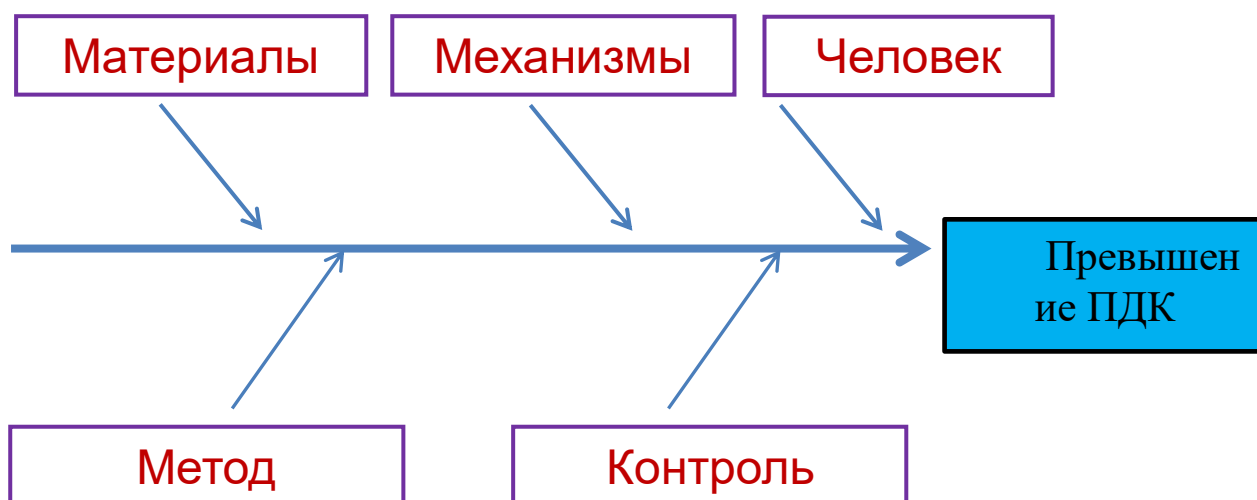 Материалы
Механизмы
Человек
Превышен
ие ПДК
Метод
Контроль